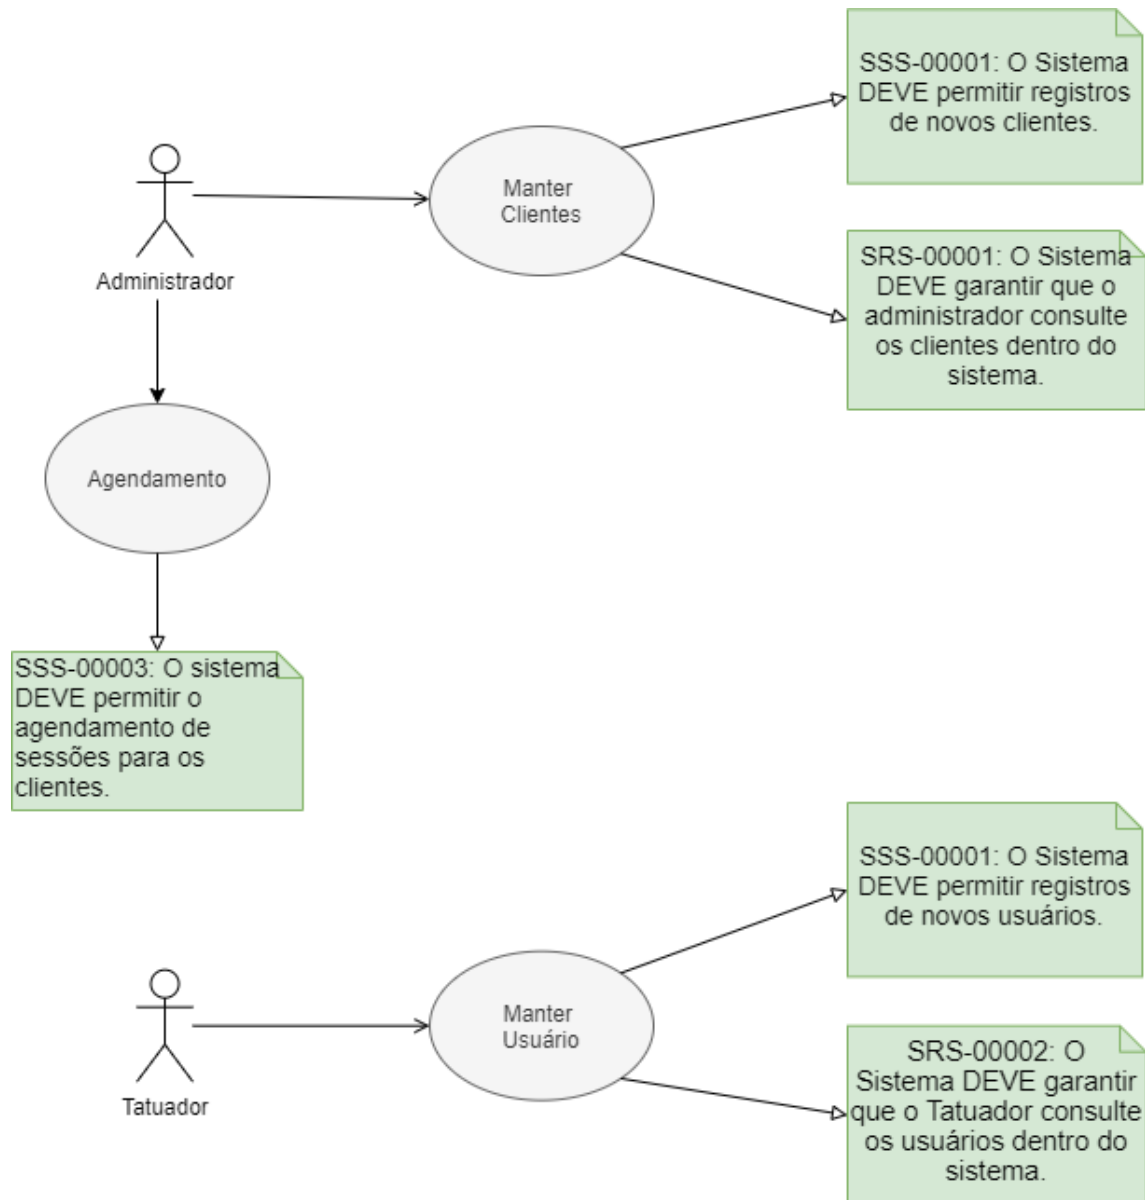 SSS-00001: O Sistema
DEVE permitir registros
de novos clientes.
Manter
Clientes
SRS-00001: O Sistema
DEVE garantir que o
administrador consulte
os clientes dentro do
sistema.
Administrador
Agendamento
SSS-00003: O sistema
DEVE permitir o
agendamento de
sessões para os
clientes.
SSS-00001: O Sistema
DEVE permitir registros
de novos usuários.
Manter
Usuário
Tatuador
SRS-00002: O
Sistema DEVE garantir
que o Tatuador consulte
os usuários dentro do
sistema.